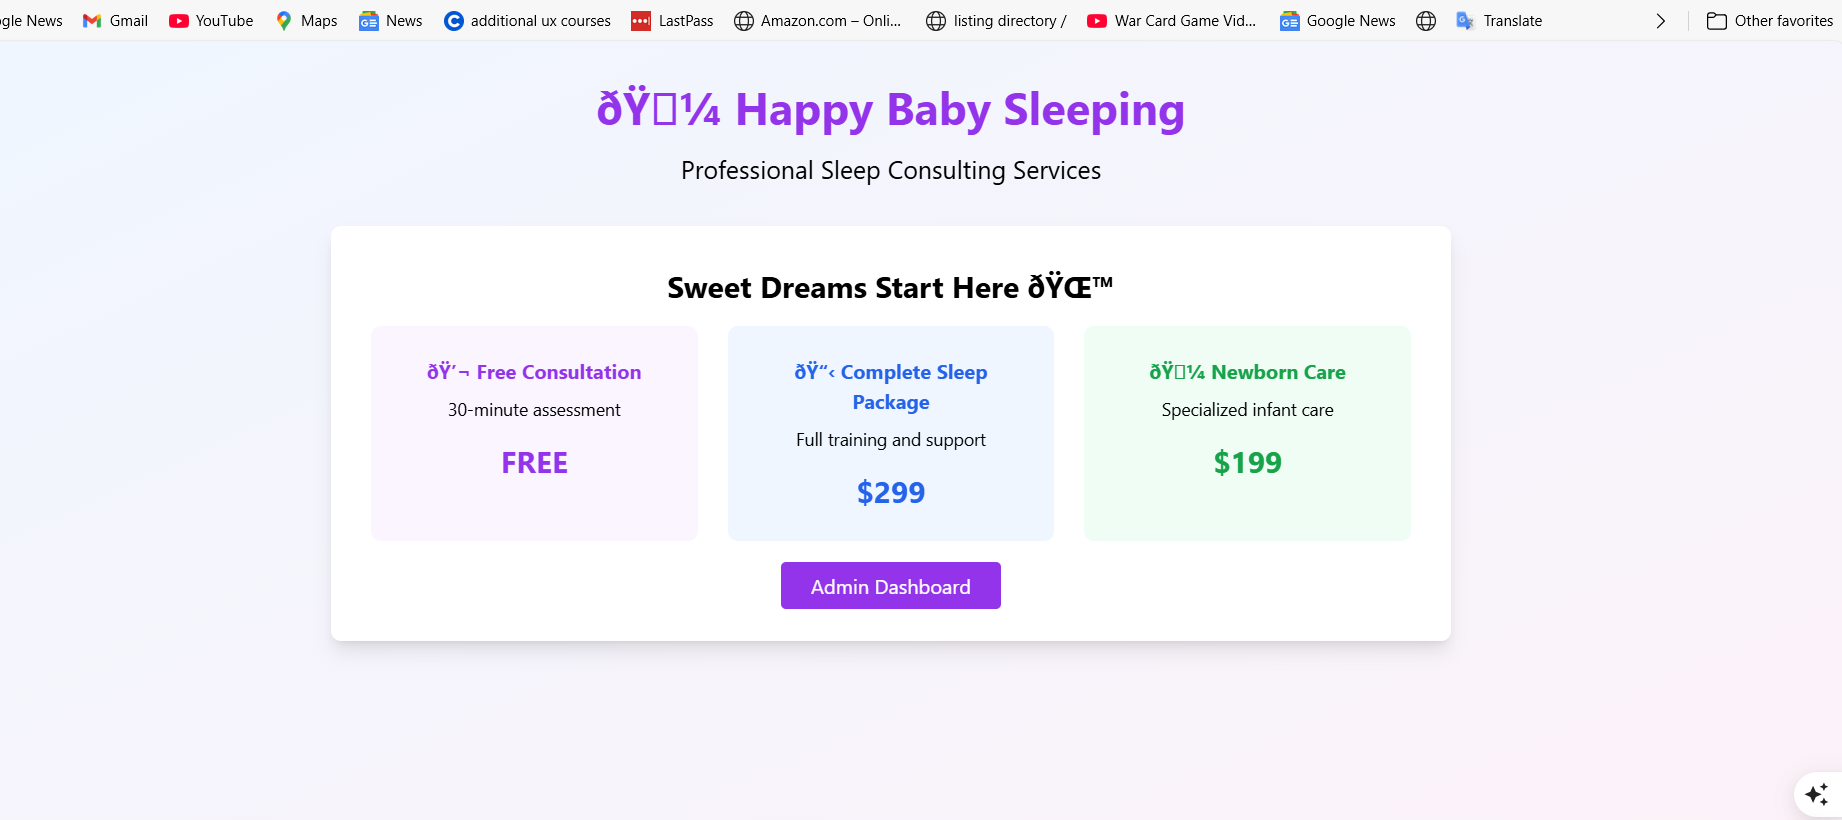 gle News Gmail YouTube Maps News additional ux courses LastPass Amazon.com – Onli... listing directory / War Card Game Vid... Google News Translate Other favorites
ðŸ¼ Happy Baby Sleeping
Professional Sleep Consulting Services
Sweet Dreams Start Here ðŸŒ™
ðŸ’¬ Free Consultation
30-minute assessment
FREE
ðŸ“‹ Complete Sleep
Package
Full training and support
$299
ðŸ¼ Newborn Care
Specialized infant care
$199
Admin Dashboard